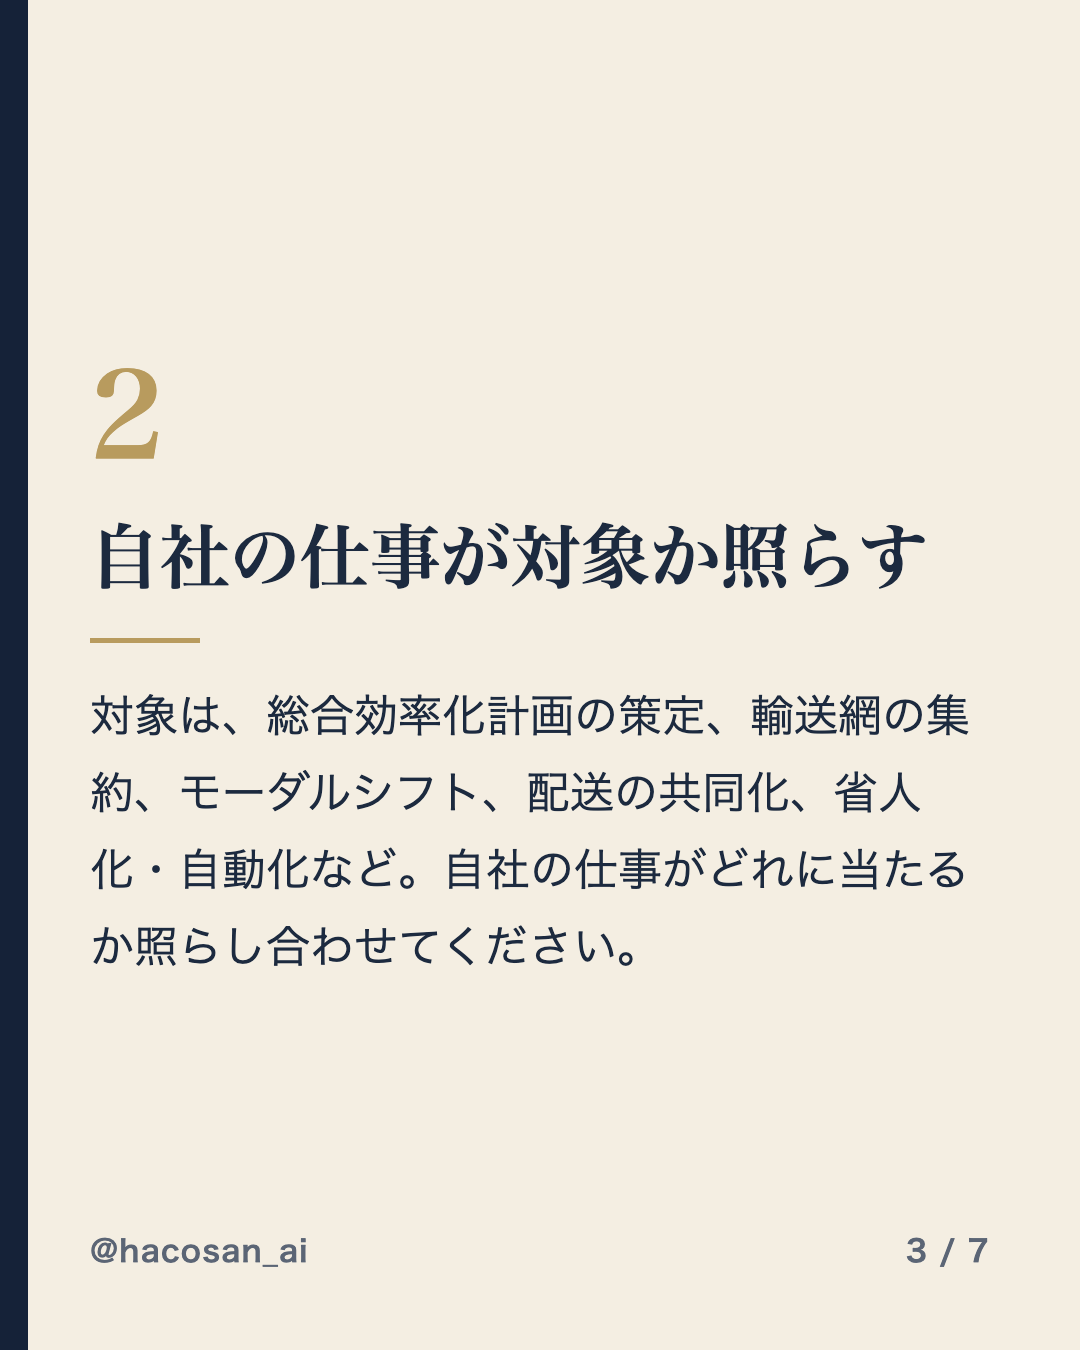 2
自社の仕事が対象か照らす
対象は、総合効率化計画の策定、輸送網の集
約、モーダルシフト、配送の共同化、省人
化・自動化など。自社の仕事がどれに当たる
か照らし合わせてください。
@hacosan_ai
3 / 7